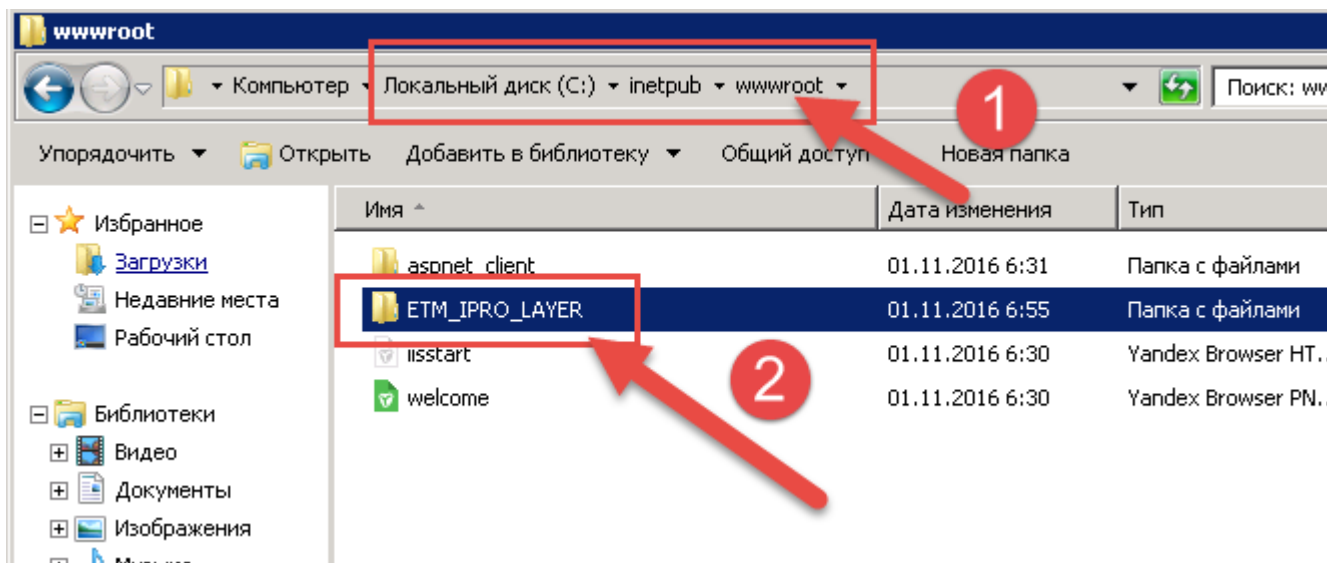 wwwroot
Компьютер Локальный диск (C:) inetpub wwwroot Поиск: ww
1
Упорядочить Открыть Добавить в библиотеку Общий доступ Новая папка
Имя Дата изменения Тип
Избранное
Загрузки
Недавние места
Рабочий стол
Библиотеки
Видео
Документы
Изображения
Музыка
aspnet_client 01.11.2016 6:31 Папка с файлами
ETM_IPRO_LAYER 01.11.2016 6:55 Папка с файлами
iisstart 01.11.2016 6:30 Yandex Browser HT...
welcome 01.11.2016 6:30 Yandex Browser PN...
2